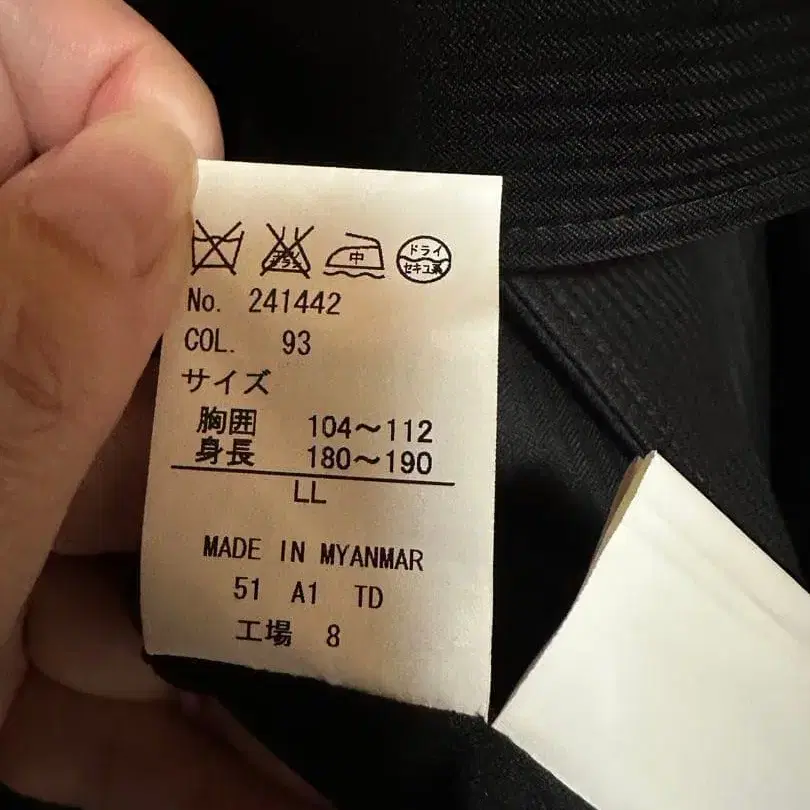 中 ドライ セキユ系
No. 241442
COL. 93
サイズ
胸囲 104〜112
身長 180〜190
LL
MADE IN MYANMAR
51 A1 TD
工場 8